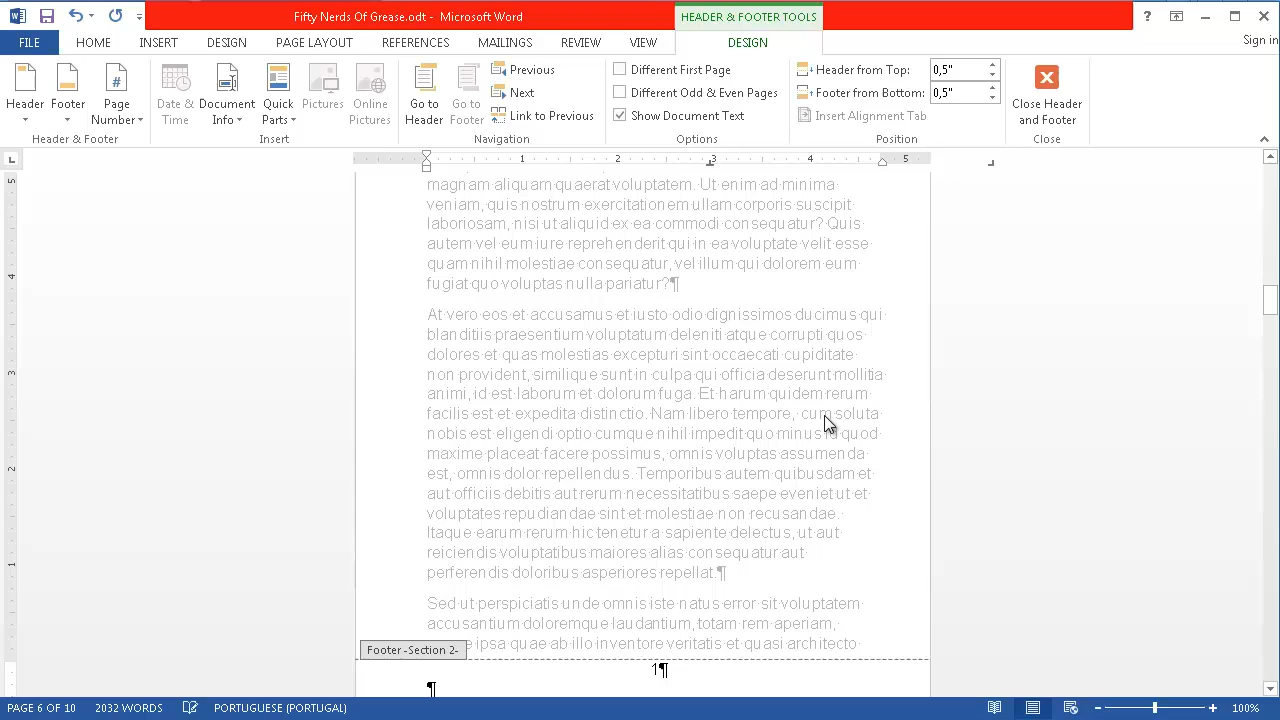 Fifty Nerds Of Grease.odt - Microsoft Word
HEADER & FOOTER TOOLS
?
FILE HOME INSERT DESIGN PAGE LAYOUT REFERENCES MAILINGS REVIEW VIEW DESIGN Sign in
Header
Footer
Page Number
Header & Footer
Date & Time
Document Info
Quick Parts
Pictures
Online Pictures
Insert
Go to Header
Go to Footer
Previous
Next
Link to Previous
Navigation
Different First Page
Different Odd & Even Pages
Show Document Text
Options
Header from Top: 0,5"
Footer from Bottom: 0,5"
Insert Alignment Tab
Position
Close Header and Footer
Close
1 2 3 4 5
5
4
3
2
1
magnam aliquam quaerat voluptatem. Ut enim ad minima
veniam, quis nostrum exercitationem ullam corporis suscipit
laboriosam, nisi ut aliquid ex ea commodi consequatur? Quis
autem vel eum iure reprehenderit qui in ea voluptate velit esse
quam nihil molestiae consequatur, vel illum qui dolorem eum
fugiat quo voluptas nulla pariatur?¶
At vero eos et accusamus et iusto odio dignissimos ducimus qui
blanditiis praesentium voluptatum deleniti atque corrupti quos
dolores et quas molestias excepturi sint occaecati cupiditate
non provident, similique sunt in culpa qui officia deserunt mollitia
animi, id est laborum et dolorum fuga. Et harum quidem rerum
facilis est et expedita distinctio. Nam libero tempore, cum soluta
nobis est eligendi optio cumque nihil impedit quo minus id quod
maxime placeat facere possimus, omnis voluptas assumenda
est, omnis dolor repellendus. Temporibus autem quibusdam et
aut officiis debitis aut rerum necessitatibus saepe eveniet ut et
voluptates repudiandae sint et molestiae non recusandae.
Itaque earum rerum hic tenetur a sapiente delectus, ut aut
reiciendis voluptatibus maiores alias consequatur aut
perferendis doloribus asperiores repellat.¶
Sed ut perspiciatis unde omnis iste natus error sit voluptatem
accusantium doloremque laudantium, totam rem aperiam,
ipsa quae ab illo inventore veritatis et quasi architecto
Footer -Section 2-
1¶
¶
PAGE 6 OF 10 2032 WORDS PORTUGUESE (PORTUGAL) 100%